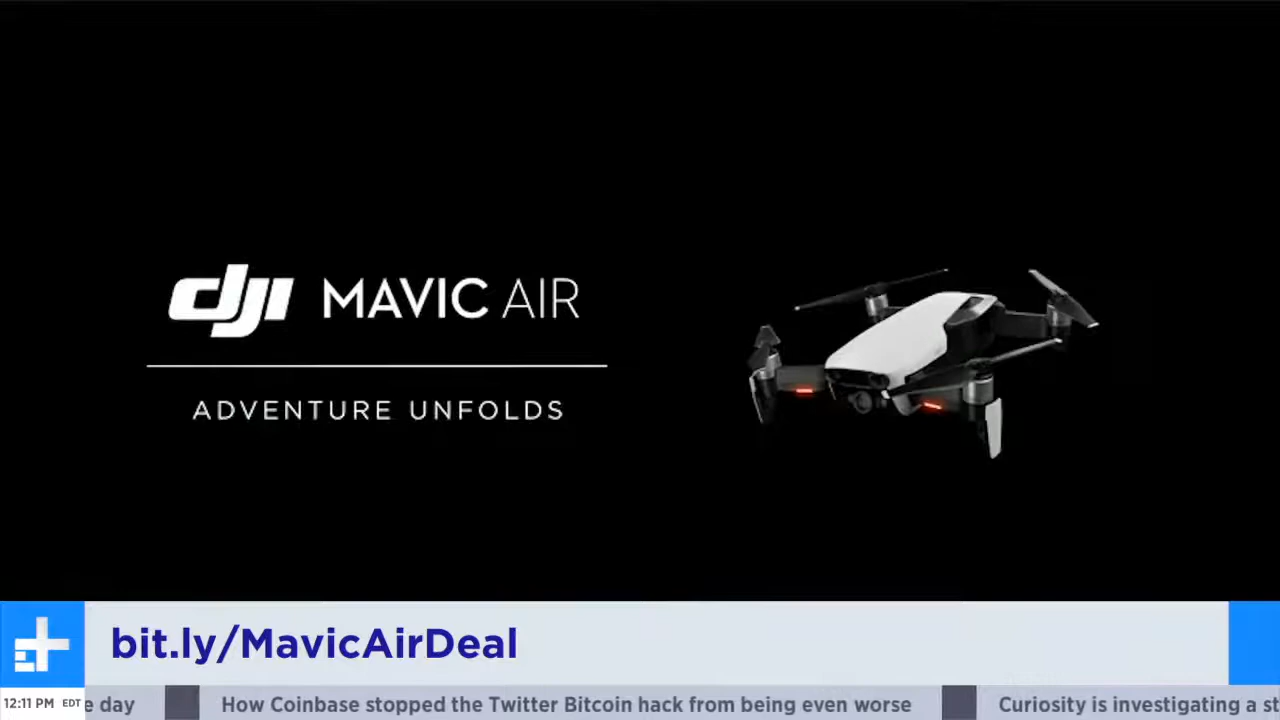 dji MAVIC AIR
ADVENTURE UNFOLDS
bit.ly/MavicAirDeal
12:11 PM EDT
e day
How Coinbase stopped the Twitter Bitcoin hack from being even worse
Curiosity is investigating a st